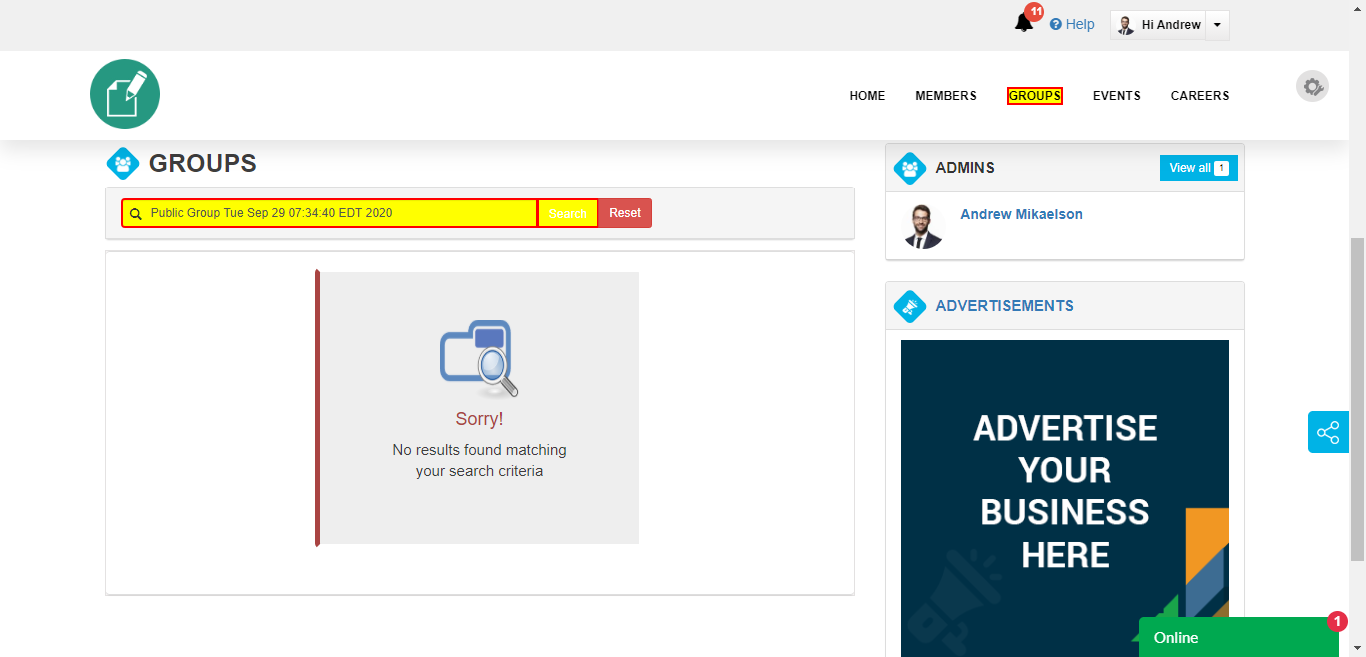 11
Help
Hi Andrew
HOME
MEMBERS
GROUPS
EVENTS
CAREERS
GROUPS
Public Group Tue Sep 29 07:34:40 EDT 2020
Search
Reset
Sorry!
No results found matching
your search criteria
ADMINS
View all 1
Andrew Mikaelson
ADVERTISEMENTS
ADVERTISE
YOUR
BUSINESS
HERE
Online
1